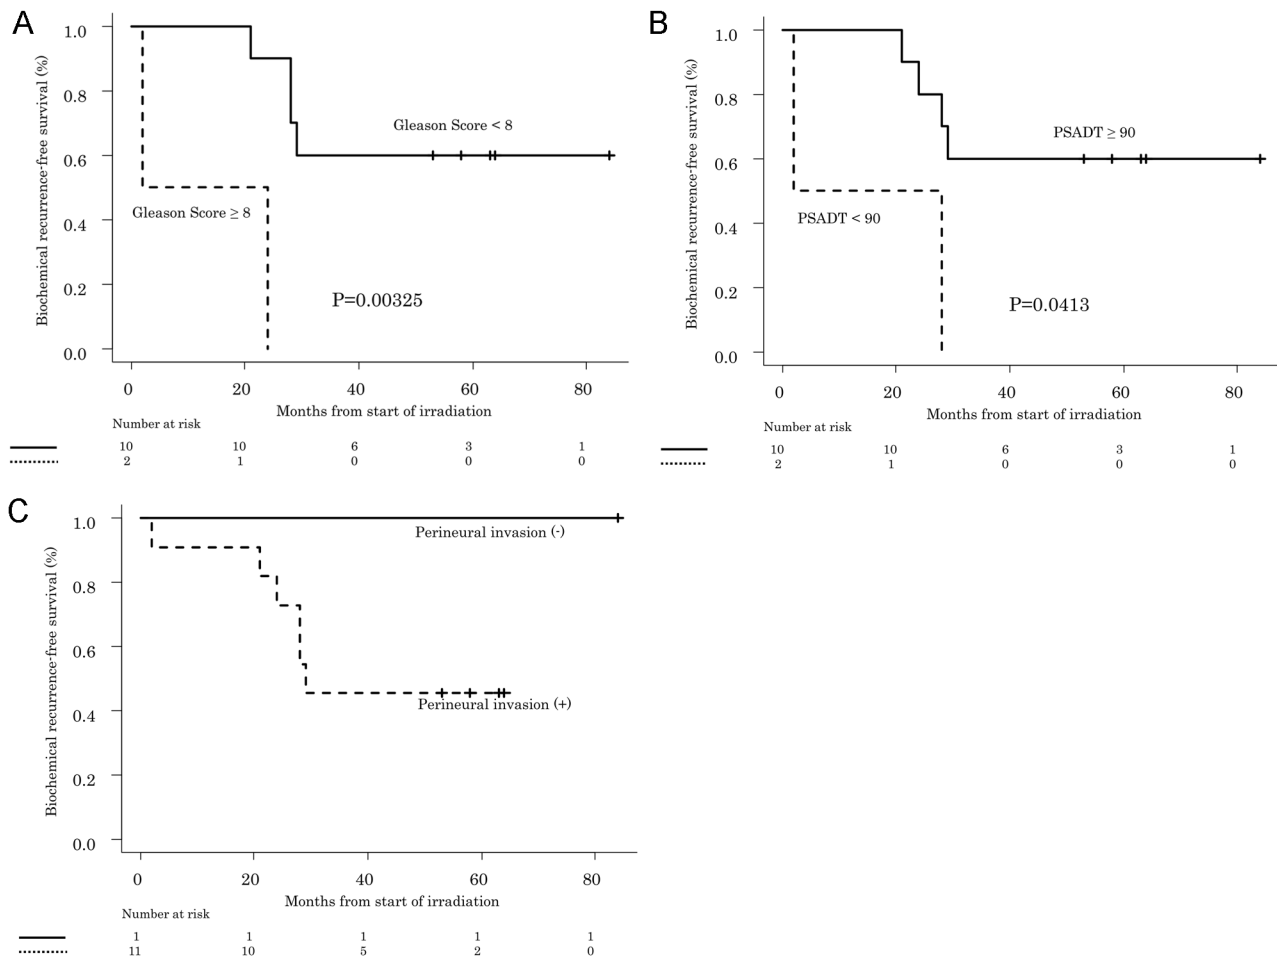 A
Biochemical recurrence-free survival (%)
1.0
0.8
0.6
0.4
0.2
0.0
Gleason Score < 8
Gleason Score ≥ 8
P=0.00325
0 20 40 60 80
Months from start of irradiation
Number at risk
10 10 6 3 1
2 1 0 0 0
B
Biochemical recurrence-free survival (%)
1.0
0.8
0.6
0.4
0.2
0.0
PSADT ≥ 90
PSADT < 90
P=0.0413
0 20 40 60 80
Months from start of irradiation
Number at risk
10 10 6 3 1
2 1 0 0 0
C
Biochemical recurrence-free survival (%)
1.0
0.8
0.6
0.4
0.2
0.0
Perineural invasion (-)
Perineural invasion (+)
0 20 40 60 80
Months from start of irradiation
Number at risk
1 1 1 1 1
11 10 5 2 0